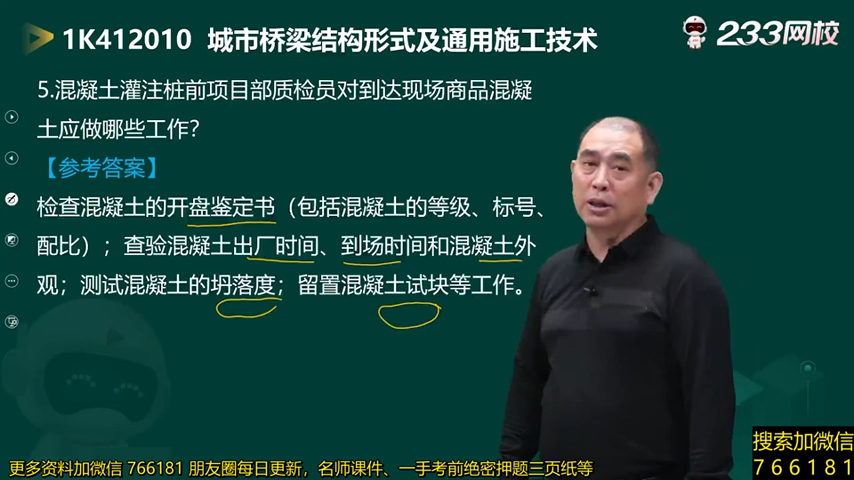 1K412010 城市桥梁结构形式及通用施工技术
233网校
5.混凝土灌注桩前项目部质检员对到达现场商品混凝
土应做哪些工作？
【参考答案】
检查混凝土的开盘鉴定书（包括混凝土的等级、标号、
配比）；查验混凝土出厂时间、到场时间和混凝土外
观；测试混凝土的坍落度；留置混凝土试块等工作。
搜索加微信
766181
更多资料加微信 766181 朋友圈每日更新，名师课件、一手考前绝密押题三页纸等